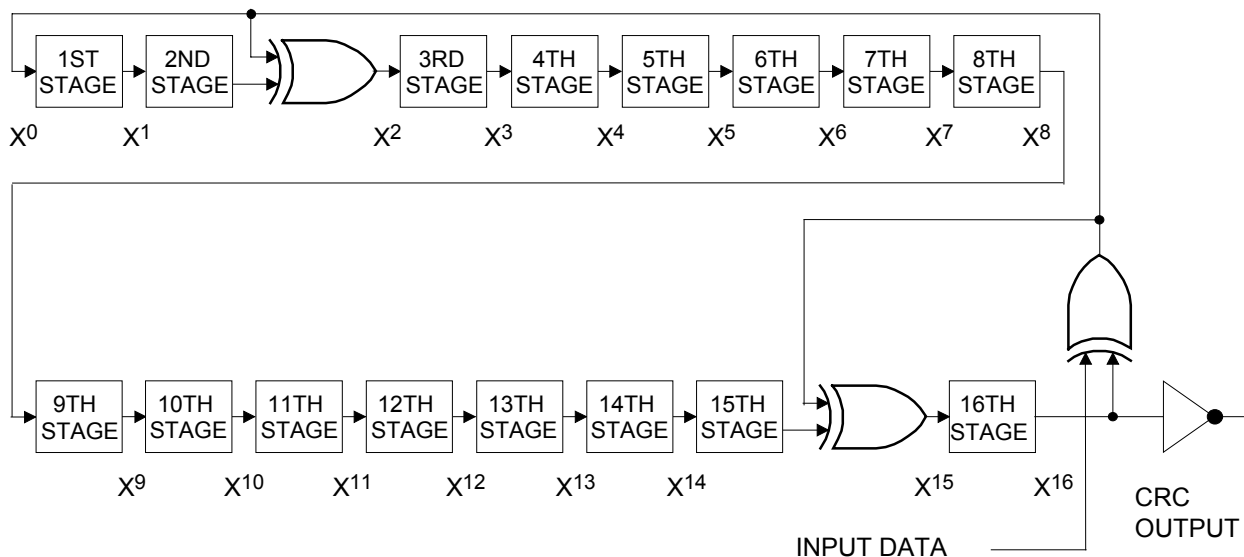 1ST
STAGE
2ND
STAGE
3RD
STAGE
4TH
STAGE
5TH
STAGE
6TH
STAGE
7TH
STAGE
8TH
STAGE
X⁰
X¹
X²
X³
X⁴
X⁵
X⁶
X⁷
X⁸
9TH
STAGE
10TH
STAGE
11TH
STAGE
12TH
STAGE
13TH
STAGE
14TH
STAGE
15TH
STAGE
16TH
STAGE
X⁹
X¹⁰
X¹¹
X¹²
X¹³
X¹⁴
X¹⁵
X¹⁶
CRC
OUTPUT
INPUT DATA